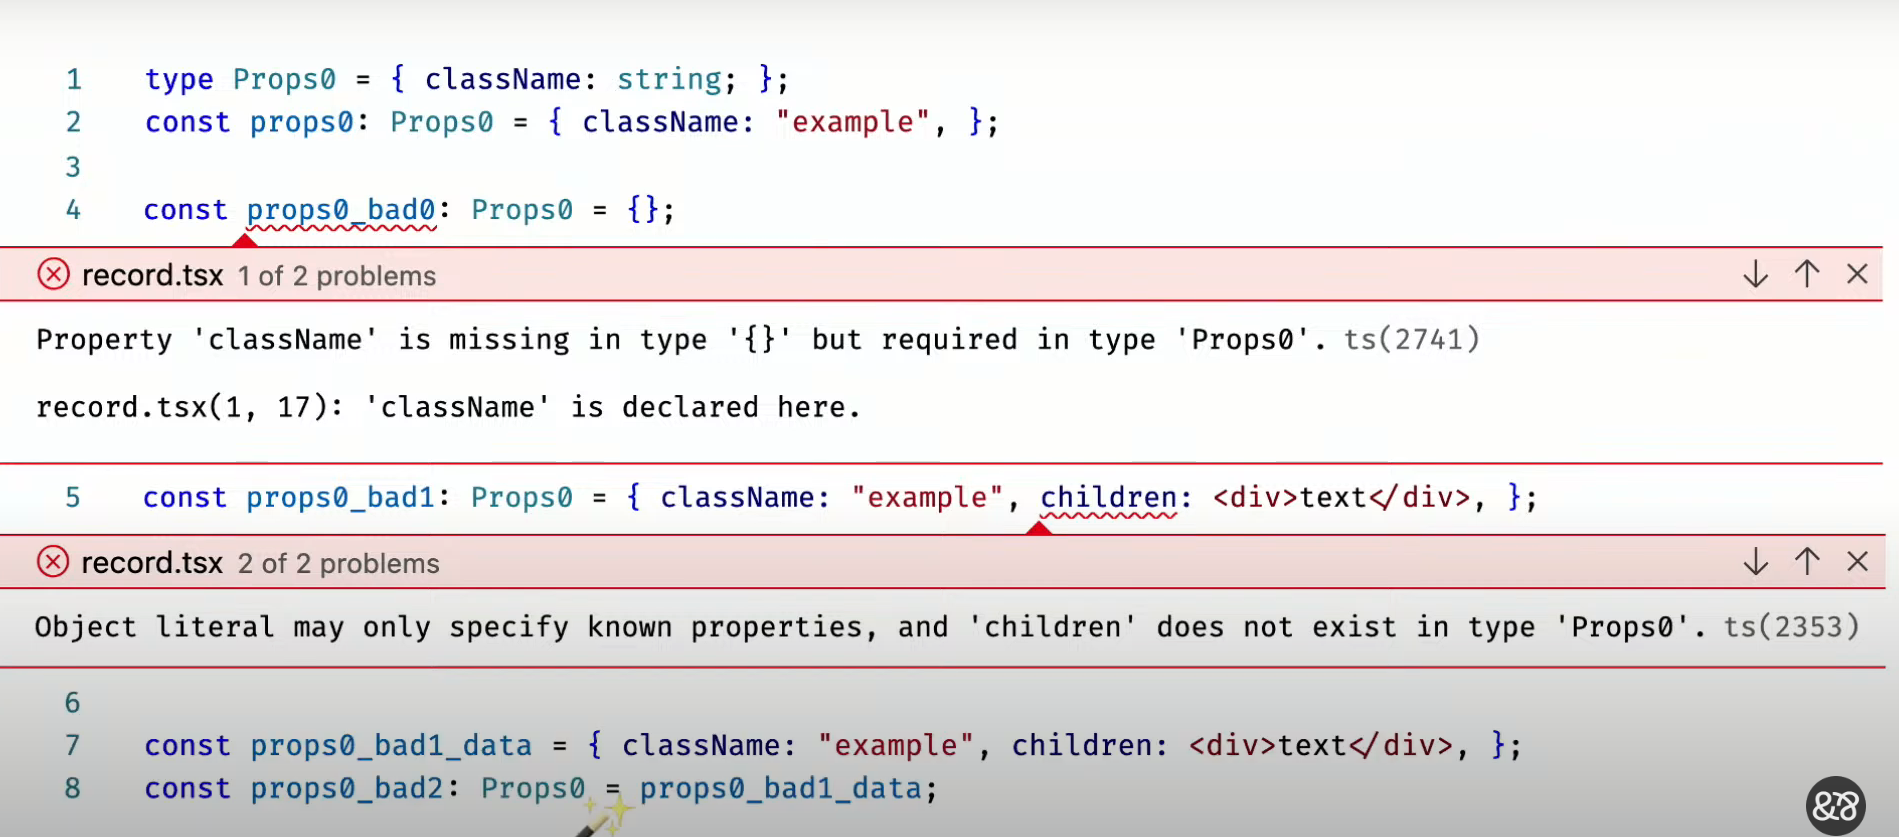 1 type Props0 = { className: string; };
2 const props0: Props0 = { className: "example", };
3
4 const props0_bad0: Props0 = {};
record.tsx 1 of 2 problems
Property 'className' is missing in type '{}' but required in type 'Props0'. ts(2741)
record.tsx(1, 17): 'className' is declared here.
5 const props0_bad1: Props0 = { className: "example", children: <div>text</div>, };
record.tsx 2 of 2 problems
Object literal may only specify known properties, and 'children' does not exist in type 'Props0'. ts(2353)
6
7 const props0_bad1_data = { className: "example", children: <div>text</div>, };
8 const props0_bad2: Props0 = props0_bad1_data;